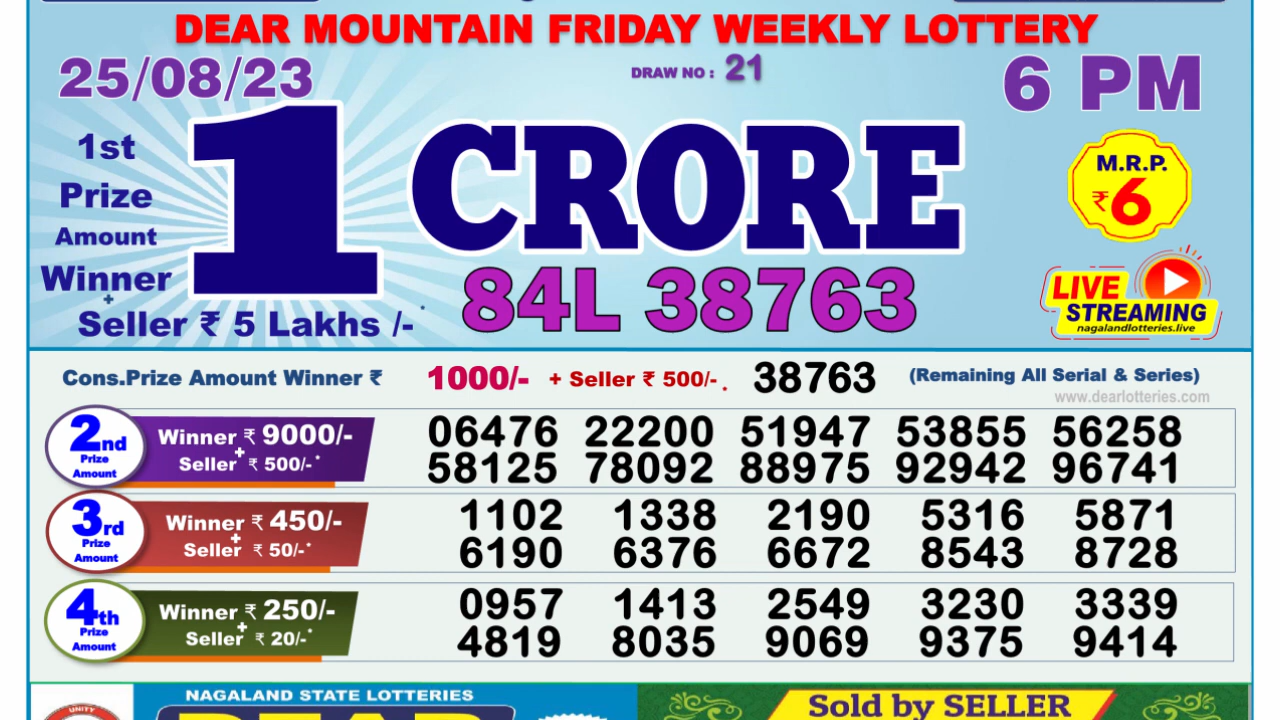 DEAR MOUNTAIN FRIDAY WEEKLY LOTTERY
25/08/23
DRAW NO : 21
6 PM
1st
Prize
Amount
Winner
+
Seller ₹ 5 Lakhs /- *
1 CRORE
84L 38763
M.R.P.
₹6
LIVE
STREAMING
nagalandlotteries.live
Cons.Prize Amount Winner ₹ 1000/- + Seller ₹ 500/- . 38763 (Remaining All Serial & Series)
www.dearlotteries.com
2nd
Prize
Amount
Winner ₹ 9000/-
+
Seller ₹ 500/- *
06476 22200 51947 53855 56258
58125 78092 88975 92942 96741
3rd
Prize
Amount
Winner ₹ 450/-
+
Seller ₹ 50/- *
1102 1338 2190 5316 5871
6190 6376 6672 8543 8728
4th
Prize
Amount
Winner ₹ 250/-
+
Seller ₹ 20/- *
0957 1413 2549 3230 3339
4819 8035 9069 9375 9414
UNITY
NAGALAND STATE LOTTERIES
DEAR
Sold by SELLER